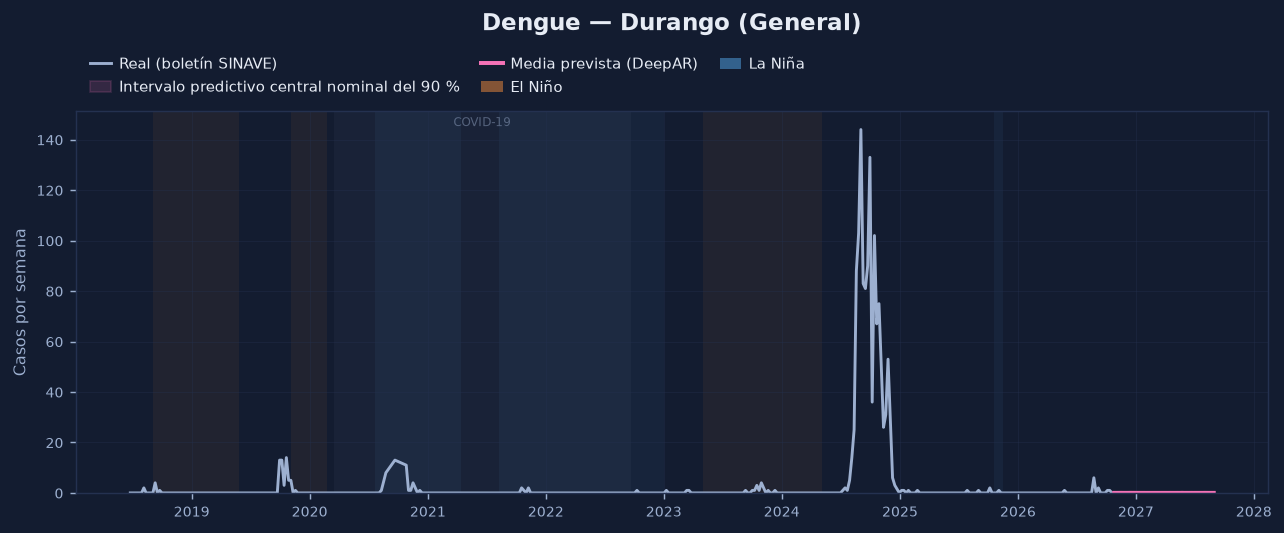 Dengue — Durango (General)
Real (boletín SINAVE)
Media prevista (DeepAR)
La Niña
Intervalo predictivo central nominal del 90 %
El Niño
COVID-19
Casos por semana
140
120
100
80
60
40
20
0
2019
2020
2021
2022
2023
2024
2025
2026
2027
2028